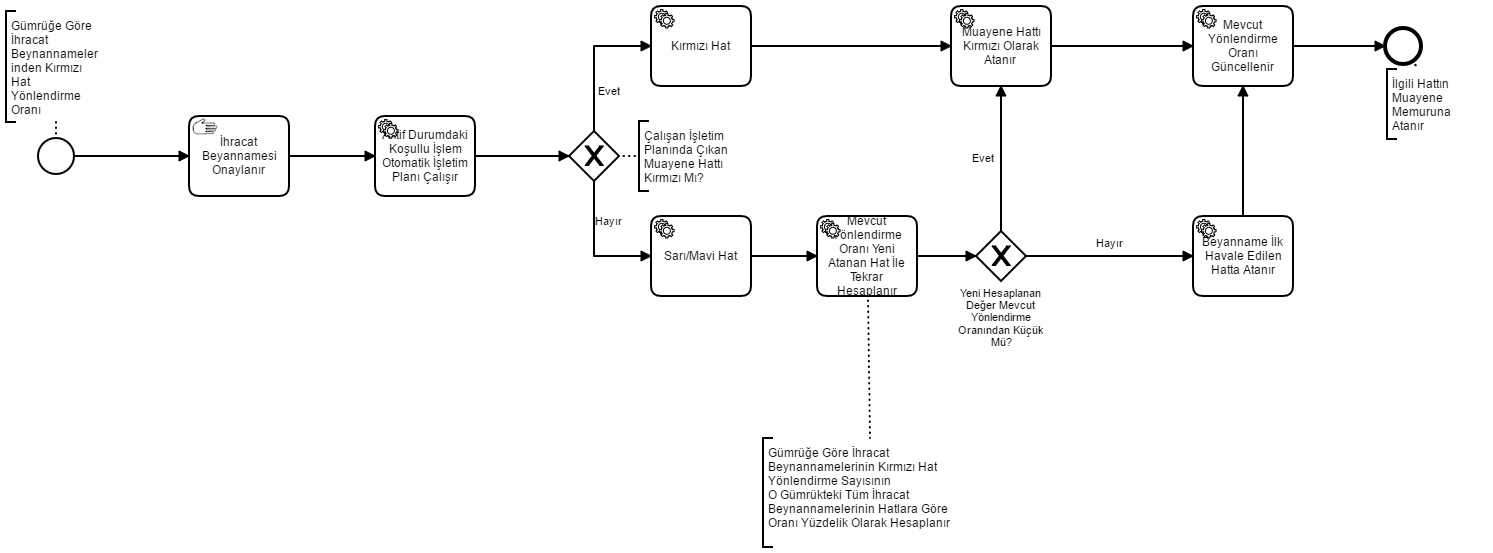 Gümrüğe Göre
İhracat
Beynannameler
inden Kırmızı
Hat
Yönlendirme
Oranı
İhracat
Beyannamesi
Onaylanır
Aktif Durumdaki
Koşullu İşlem
Otomatik İşletim
Planı Çalışır
Evet
Hayır
Çalışan İşletim
Planında Çıkan
Muayene Hattı
Kırmızı Mı?
Kırmızı Hat
Sarı/Mavi Hat
Mevcut
Yönlendirme
Oranı Yeni
Atanan Hat İle
Tekrar
Hesaplanır
Gümrüğe Göre İhracat
Beynannamelerinin Kırmızı Hat
Yönlendirme Sayısının
O Gümrükteki Tüm İhracat
Beynannamelerinin Hatlara Göre
Oranı Yüzdelik Olarak Hesaplanır
Yeni Hesaplanan
Değer Mevcut
Yönlendirme
Oranından Küçük
Mü?
Evet
Hayır
Muayene Hattı
Kırmızı Olarak
Atanır
Beyanname İlk
Havale Edilen
Hatta Atanır
Mevcut
Yönlendirme
Oranı
Güncellenir
İlgili Hattın
Muayene
Memuruna
Atanır